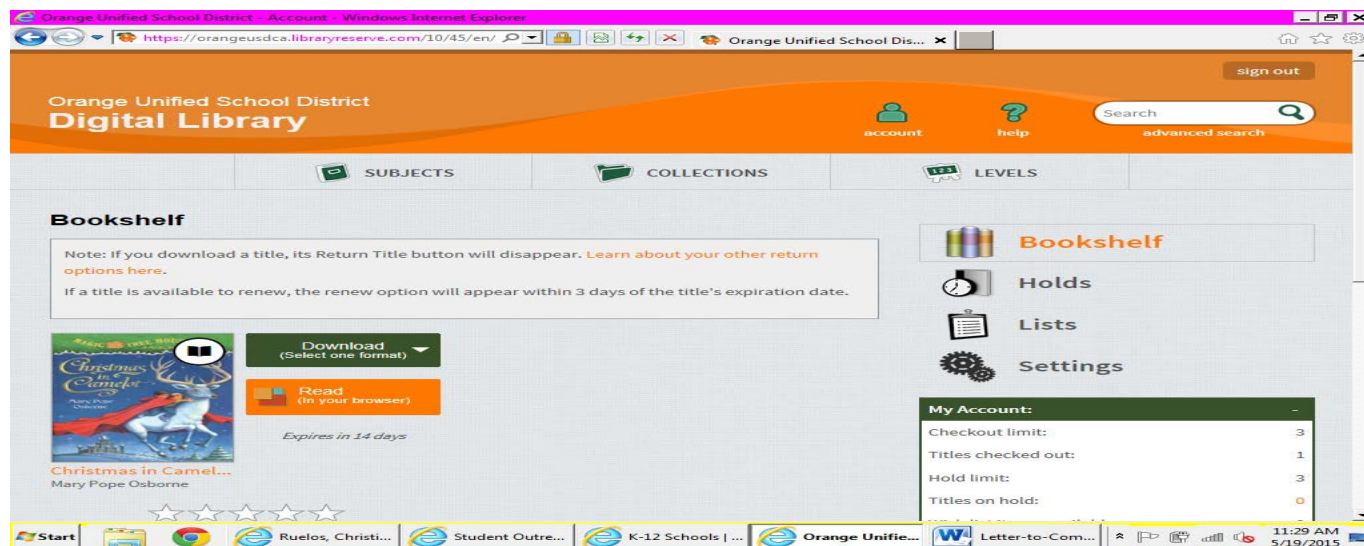 Orange Unified School District - Account - Windows Internet Explorer
https://orangeusdca.libraryreserve.com/10/45/en/
Orange Unified School Dis...
sign out
Orange Unified School District
Digital Library
account
help
Search
advanced search
SUBJECTS
COLLECTIONS
LEVELS
Bookshelf
Note: If you download a title, its Return Title button will disappear. Learn about your other return
options here.
If a title is available to renew, the renew option will appear within 3 days of the title's expiration date.
Christmas
in
Camelot
Mary Pope
Osborne
Download
(Select one format)
Read
(In your browser)
Expires in 14 days
Christmas in Camel...
Mary Pope Osborne
Bookshelf
Holds
Lists
Settings
My Account: -
Checkout limit: 3
Titles checked out: 1
Hold limit: 3
Titles on hold: 0
Start
Ruelos, Christi...
Student Outre...
K-12 Schools | ...
Orange Unifie...
Letter-to-Com...
11:29 AM
5/19/2015